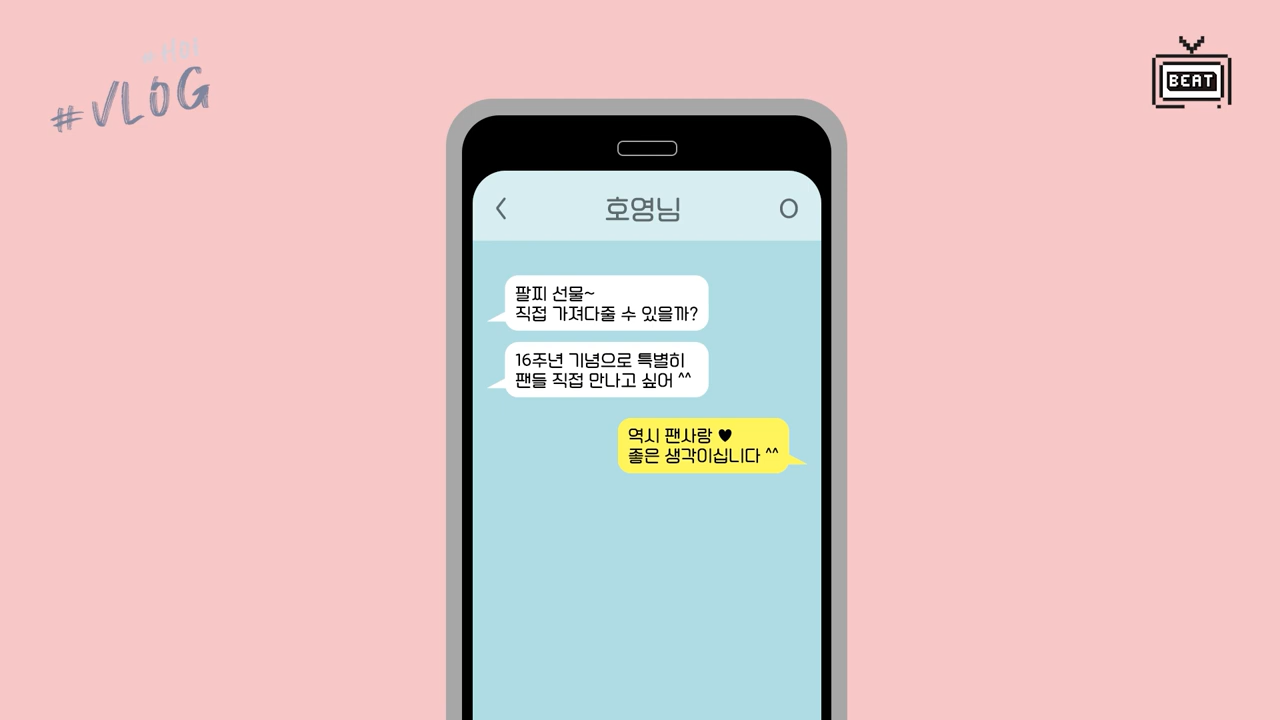 #VLOG
BEAT
호영님
팔찌 선물~
직접 가져다줄 수 있을까?
16주년 기념으로 특별히
팬들 직접 만나고 싶어 ^^
역시 팬사랑 ♥
좋은 생각이십니다 ^^